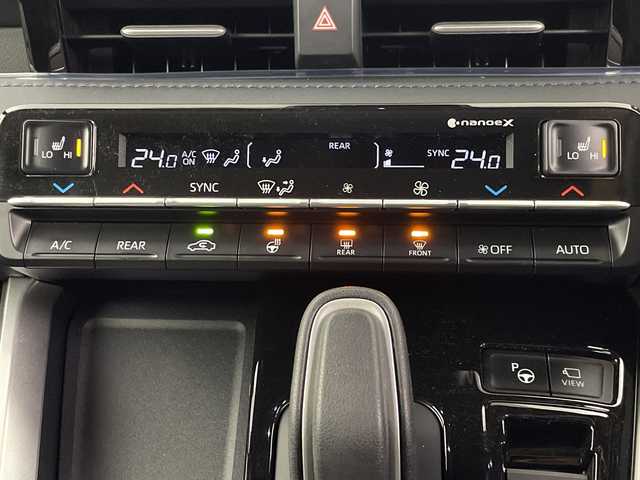 nanoeX
LO HI
24.0 A/C ON REAR SYNC 24.0
LO HI
SYNC
A/C REAR REAR FRONT OFF AUTO
P
VIEW